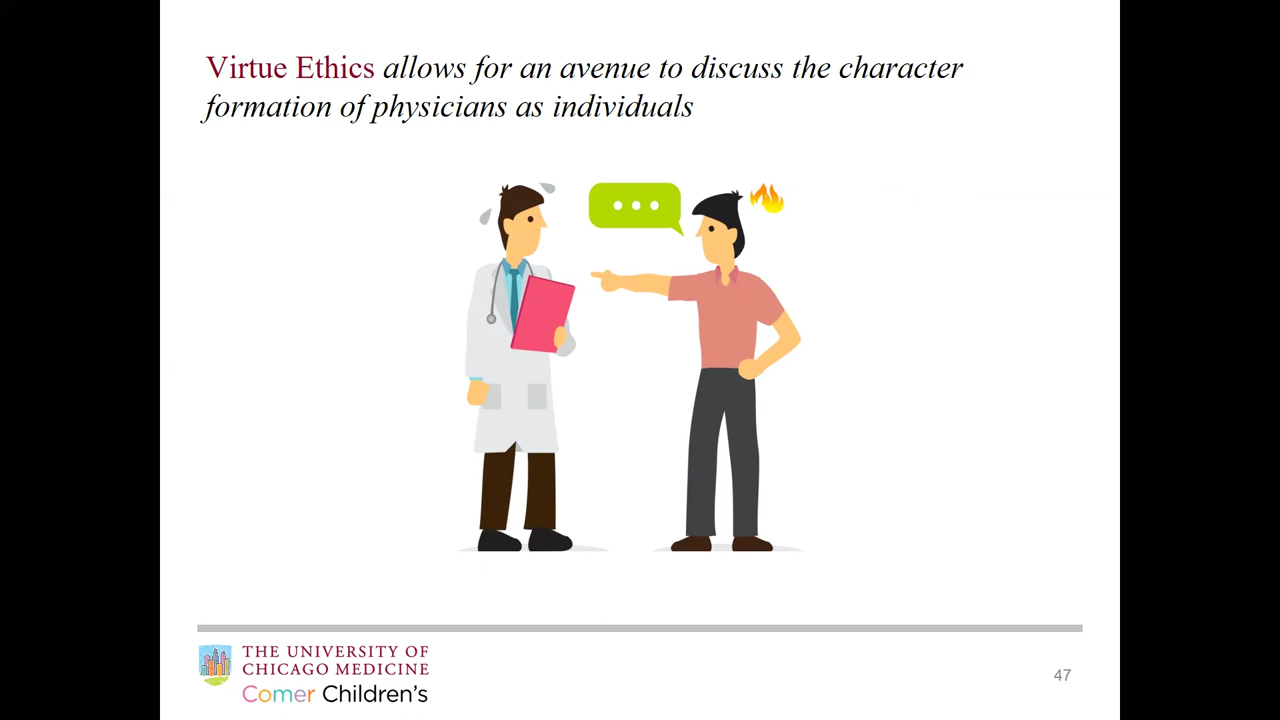 Virtue Ethics allows for an avenue to discuss the character
formation of physicians as individuals
THE UNIVERSITY OF
CHICAGO MEDICINE
Comer Children's
47